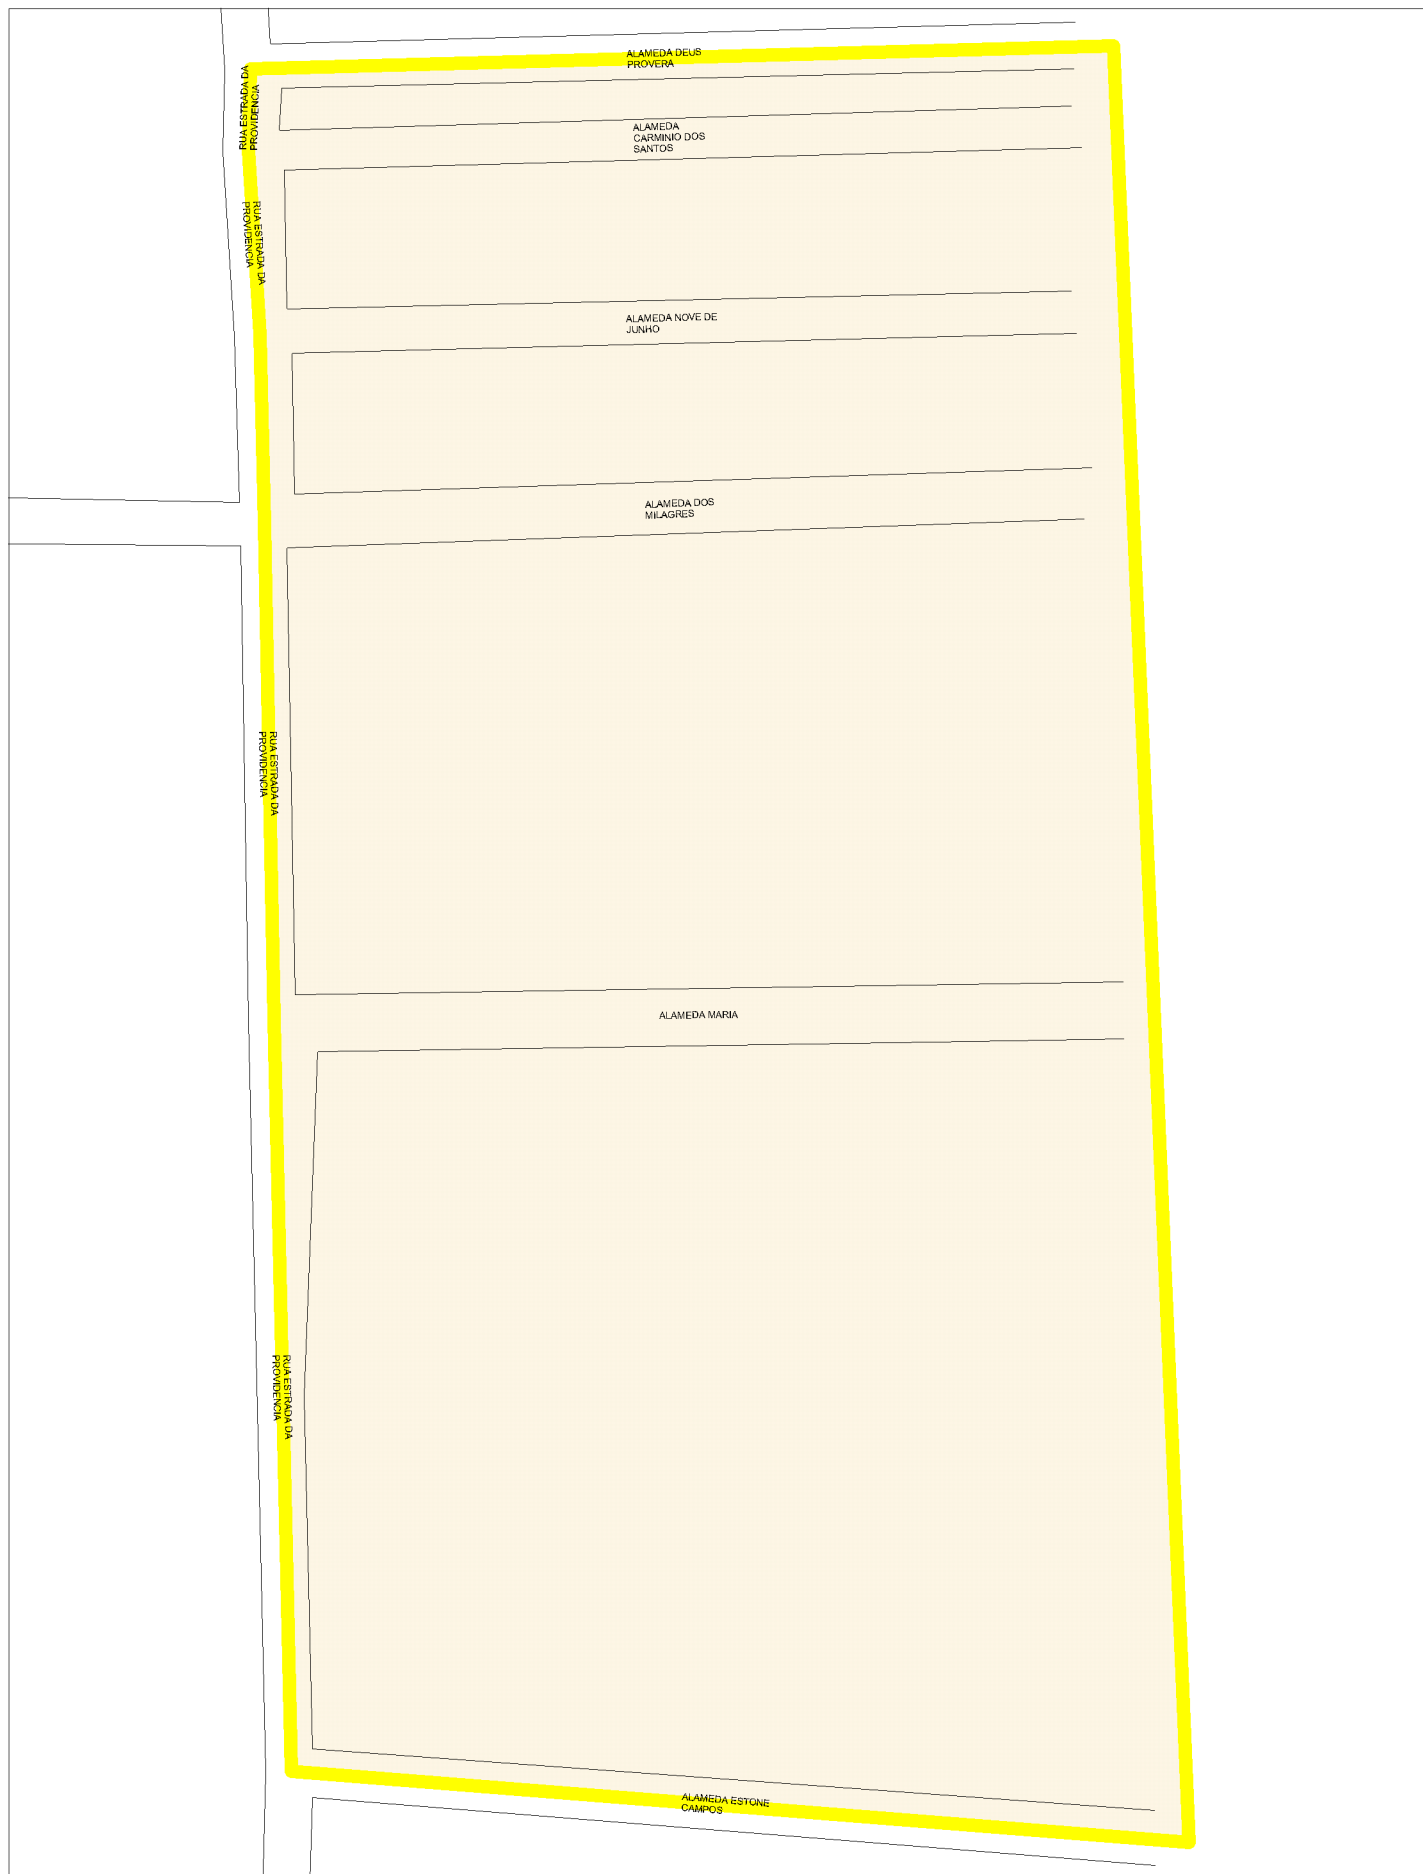 ALAMEDA DEUS
PROVERA
RUA ESTRADA DA
PROVIDENCIA
ALAMEDA
CARMINIO DOS
SANTOS
RUA ESTRADA DA
PROVIDENCIA
ALAMEDA NOVE DE
JUNHO
ALAMEDA DOS
MILAGRES
RUA ESTRADA DA
PROVIDENCIA
ALAMEDA MARIA
RUA ESTRADA DA
PROVIDENCIA
ALAMEDA ESTONE
CAMPOS